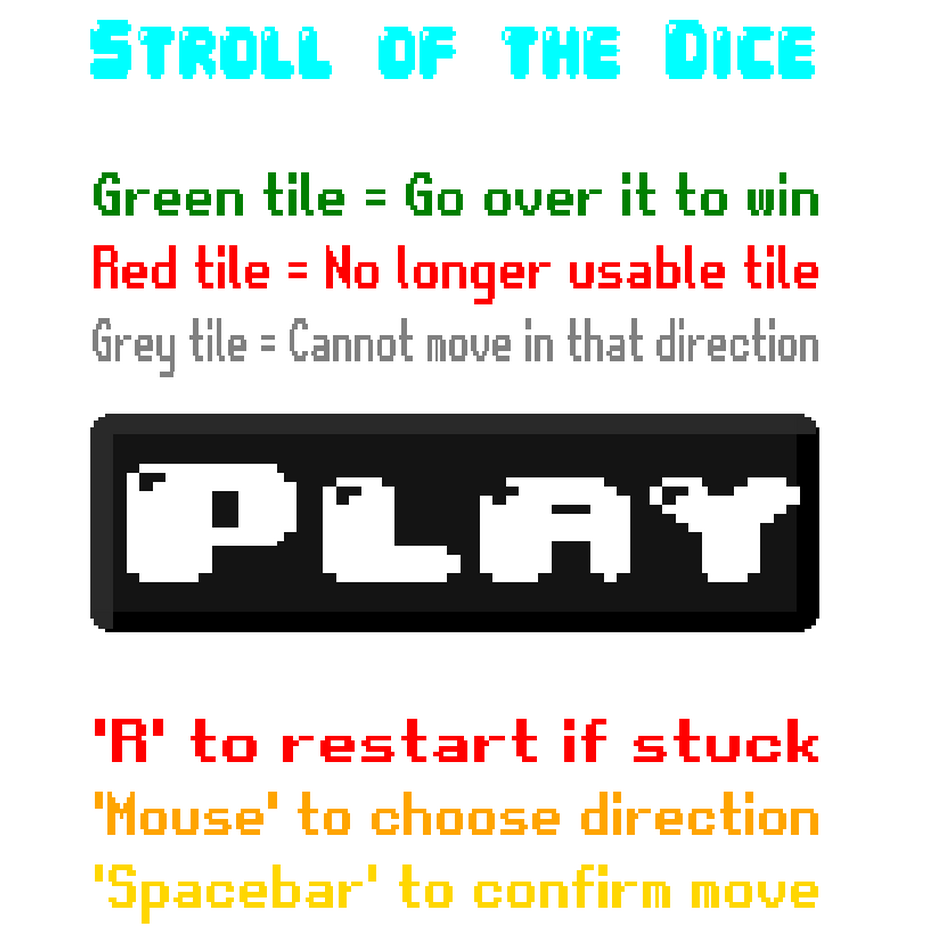 Stroll of the Dice
Green tile = Go over it to win
Red tile = No longer usable tile
Grey tile = Cannot move in that direction
Play
'R' to restart if stuck
'Mouse' to choose direction
'Spacebar' to confirm move